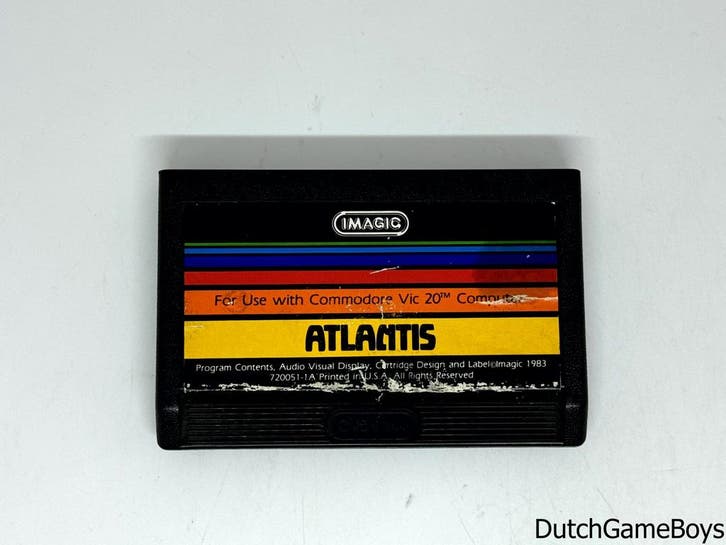 IMAGIC
For Use with Commodore Vic 20™ Computer
ATLANTIS
Program Contents, Audio Visual Display, Cartridge Design and Label©Imagic 1983
720051-1A Printed in U.S.A. All Rights Reserved
DutchGameBoys